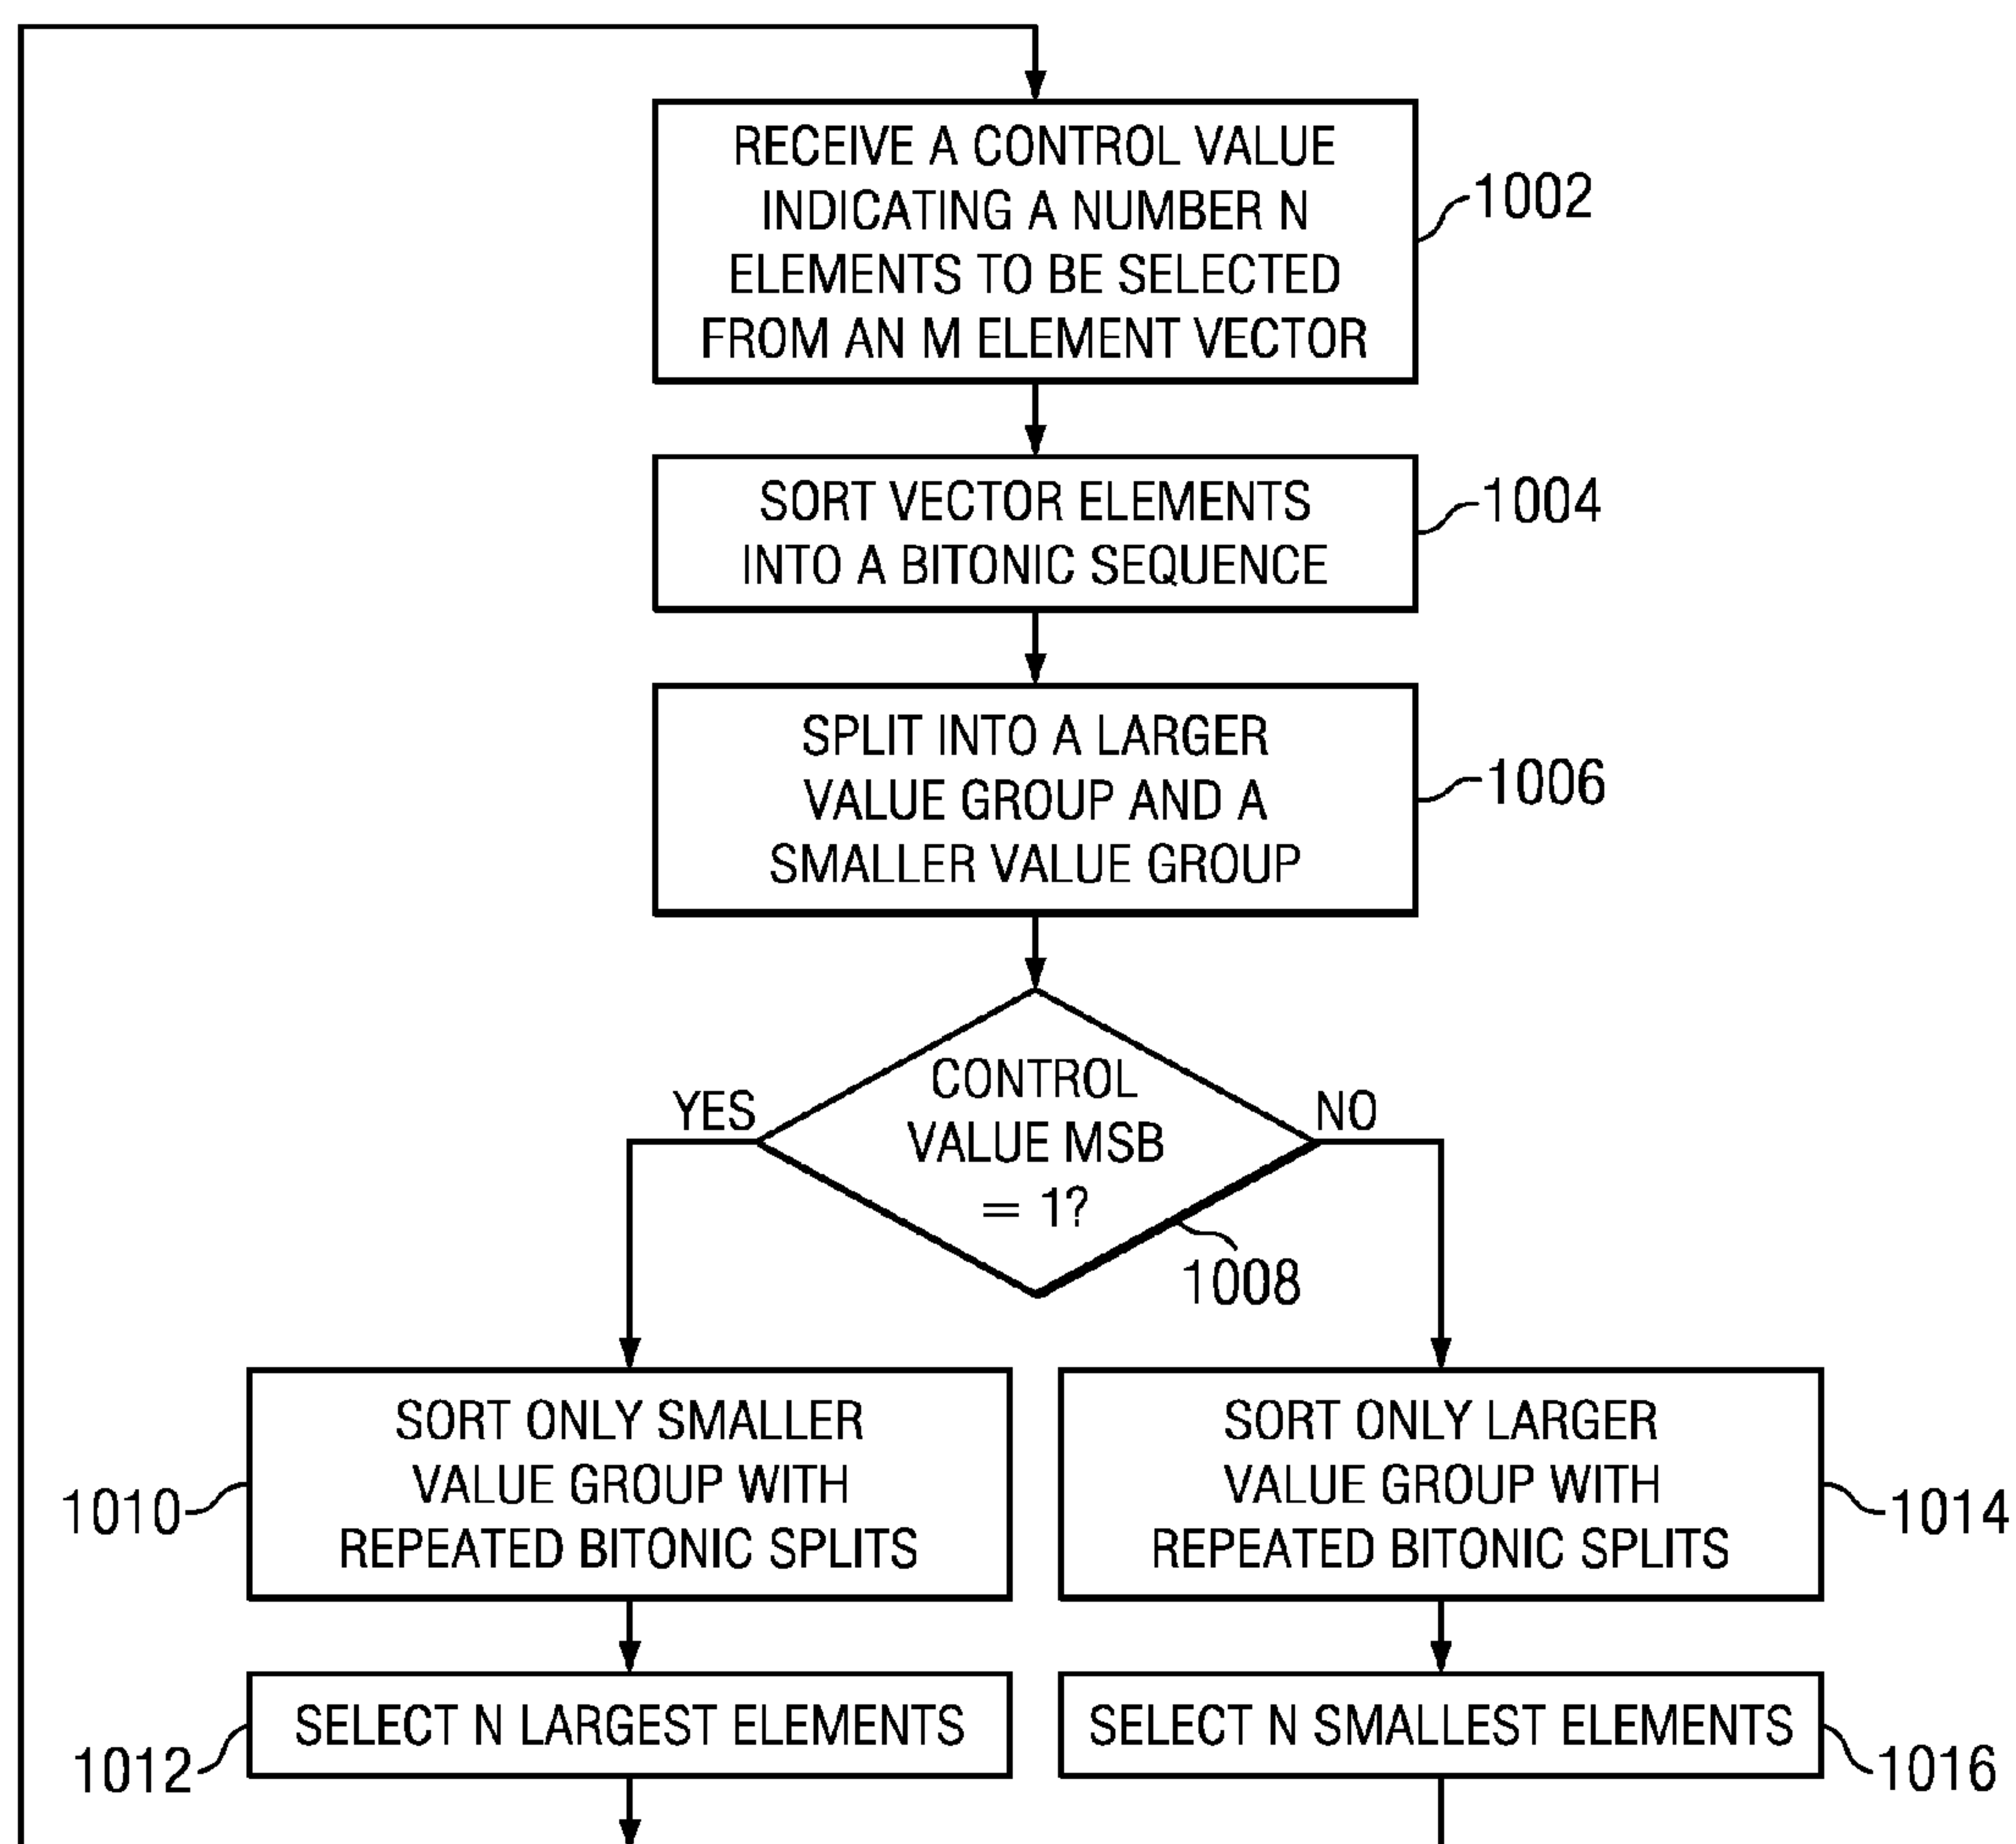 RECEIVE A CONTROL VALUE
INDICATING A NUMBER N
ELEMENTS TO BE SELECTED
FROM AN M ELEMENT VECTOR
1002
SORT VECTOR ELEMENTS
INTO A BITONIC SEQUENCE
1004
SPLIT INTO A LARGER
VALUE GROUP AND A
SMALLER VALUE GROUP
1006
CONTROL
VALUE MSB
= 1?
YES
NO
1008
SORT ONLY SMALLER
VALUE GROUP WITH
REPEATED BITONIC SPLITS
1010
SORT ONLY LARGER
VALUE GROUP WITH
REPEATED BITONIC SPLITS
1014
SELECT N LARGEST ELEMENTS
1012
SELECT N SMALLEST ELEMENTS
1016